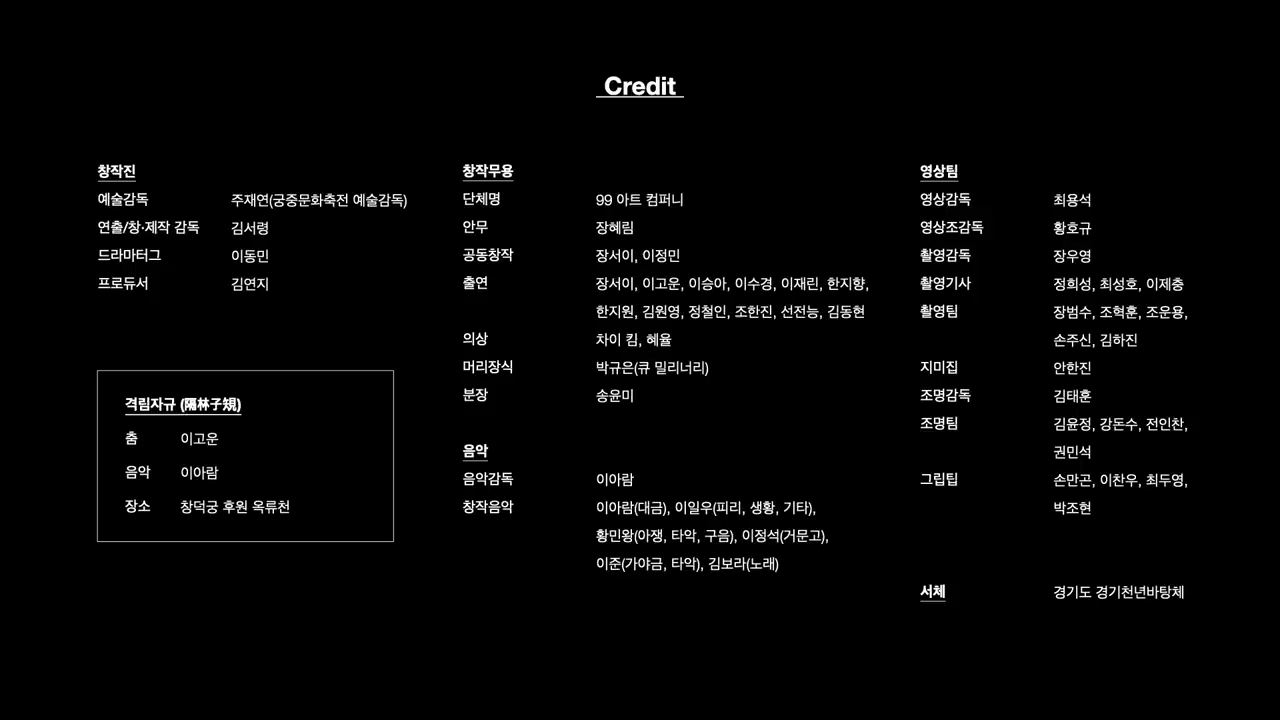 Credit
창작진
예술감독 주재연(궁중문화축전 예술감독)
연출/창·제작 감독 김서령
드라마터그 이동민
프로듀서 김연지
격림자규 (隔林子規)
춤 이고운
음악 이아람
장소 창덕궁 후원 옥류천
창작무용
단체명 99 아트 컴퍼니
안무 장혜림
공동창작 장서이, 이정민
출연 장서이, 이고운, 이승아, 이수경, 이재린, 한지향,
한지원, 김원영, 정철인, 조한진, 선전능, 김동현
의상 차이 킴, 혜율
머리장식 박규은(큐 밀리너리)
분장 송윤미
음악
음악감독 이아람
창작음악 이아람(대금), 이일우(피리, 생황, 기타),
황민왕(아쟁, 타악, 구음), 이정석(거문고),
이준(가야금, 타악), 김보라(노래)
영상팀
영상감독 최용석
영상조감독 황호규
촬영감독 장우영
촬영기사 정희성, 최성호, 이제충
촬영팀 장범수, 조혁훈, 조운용,
손주신, 김하진
지미집 안한진
조명감독 김태훈
조명팀 김윤정, 강돈수, 전인찬,
권민석
그립팁 손만곤, 이찬우, 최두영,
박조현
서체 경기도 경기천년바탕체